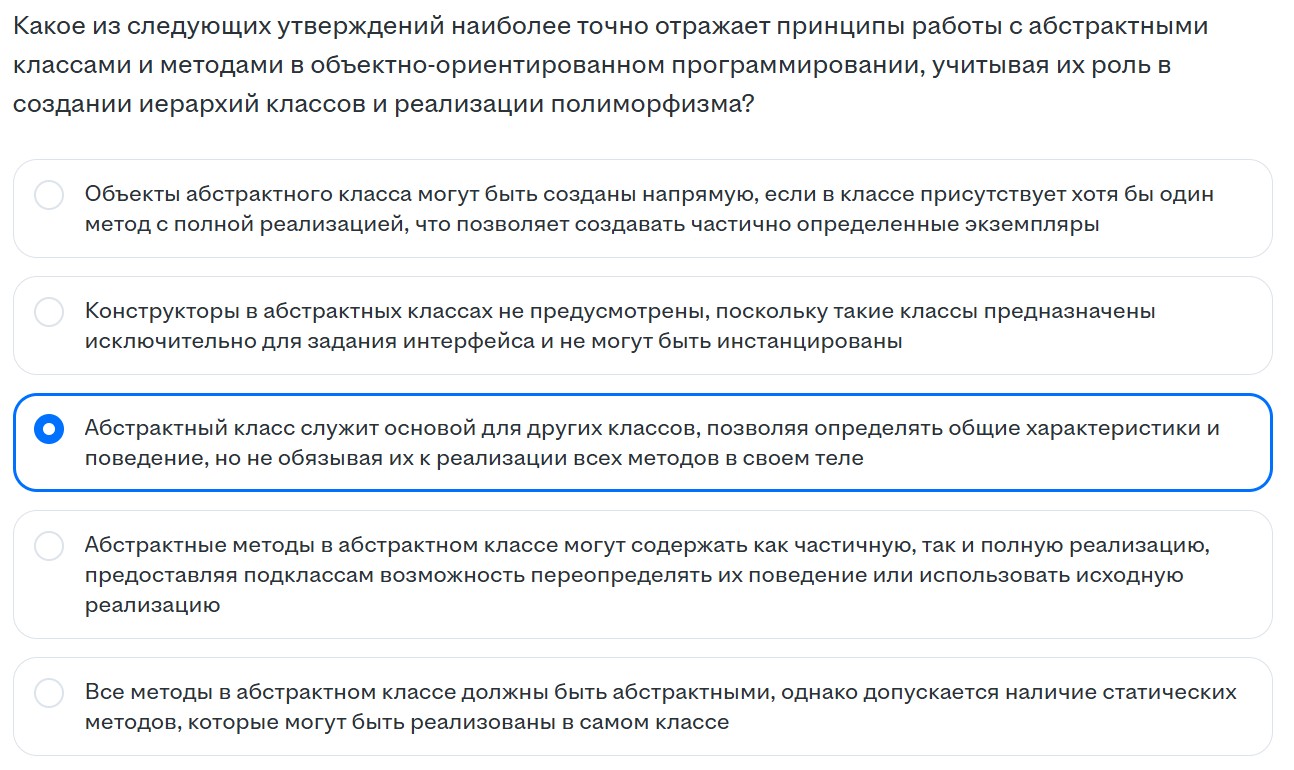 Какое из следующих утверждений наиболее точно отражает принципы работы с абстрактными
классами и методами в объектно-ориентированном программировании, учитывая их роль в
создании иерархий классов и реализации полиморфизма?
Объекты абстрактного класса могут быть созданы напрямую, если в классе присутствует хотя бы один
метод с полной реализацией, что позволяет создавать частично определенные экземпляры
Конструкторы в абстрактных классах не предусмотрены, поскольку такие классы предназначены
исключительно для задания интерфейса и не могут быть инстанцированы
Абстрактный класс служит основой для других классов, позволяя определять общие характеристики и
поведение, но не обязывая их к реализации всех методов в своем теле
Абстрактные методы в абстрактном классе могут содержать как частичную, так и полную реализацию,
предоставляя подклассам возможность переопределять их поведение или использовать исходную
реализацию
Все методы в абстрактном классе должны быть абстрактными, однако допускается наличие статических
методов, которые могут быть реализованы в самом классе